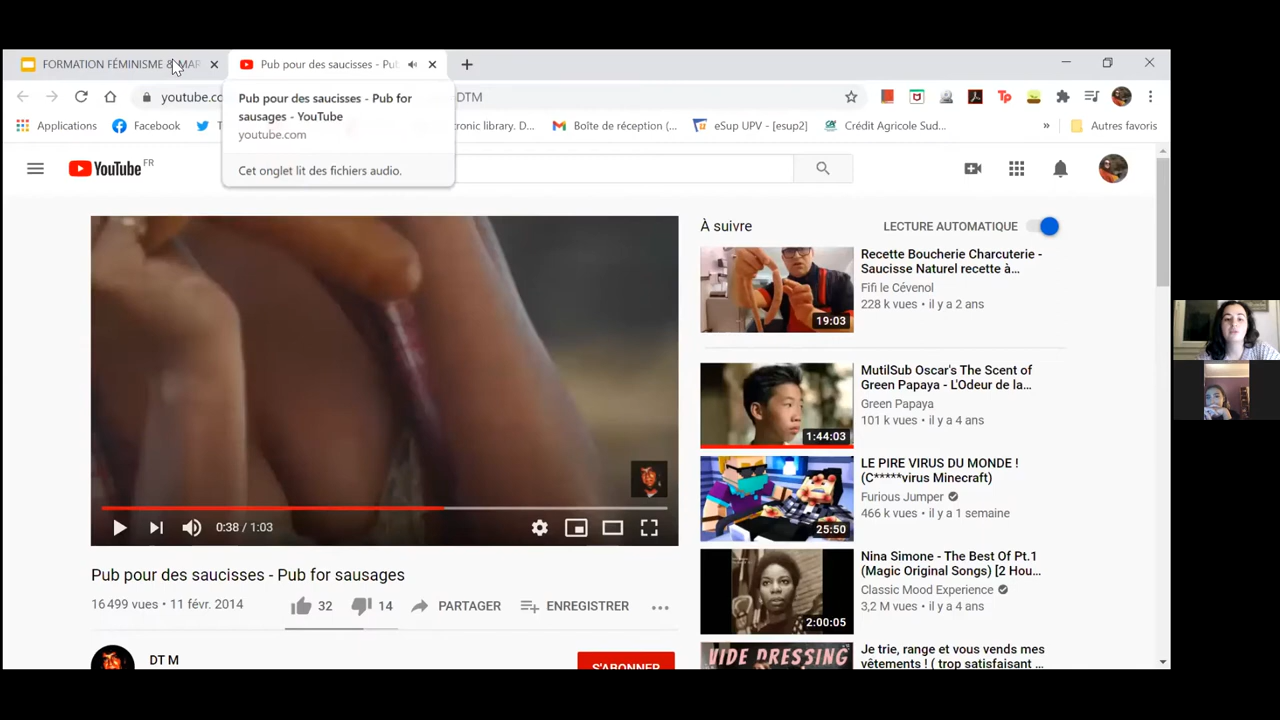 FORMATION FÉMINISME & MAR
Pub pour des saucisses - Pu
youtube.co
DTM
Pub pour des saucisses - Pub for
sausages - YouTube
youtube.com
Cet onglet lit des fichiers audio.
Applications
Facebook
T
ctronic library. D...
Boîte de réception (...
eSup UPV - [esup2]
Crédit Agricole Sud...
»
Autres favoris
YouTube FR
À suivre
LECTURE AUTOMATIQUE
Recette Boucherie Charcuterie -
Saucisse Naturel recette à...
Fifi le Cévenol
228 k vues • il y a 2 ans
19:03
MutilSub Oscar's The Scent of
Green Papaya - L'Odeur de la...
Green Papaya
101 k vues • il y a 4 ans
1:44:03
LE PIRE VIRUS DU MONDE !
(C*****virus Minecraft)
Furious Jumper
466 k vues • il y a 1 semaine
25:50
Nina Simone - The Best Of Pt.1
(Magic Original Songs) [2 Hou...
Classic Mood Experience
3,2 M vues • il y a 4 ans
2:00:05
Je trie, range et vous vends mes
vêtements ! ( trop satisfaisant ...
VIDE DRESSING
0:38 / 1:03
Pub pour des saucisses - Pub for sausages
16 499 vues • 11 févr. 2014
32
14
PARTAGER
ENREGISTRER
DT M
S'ABONNER